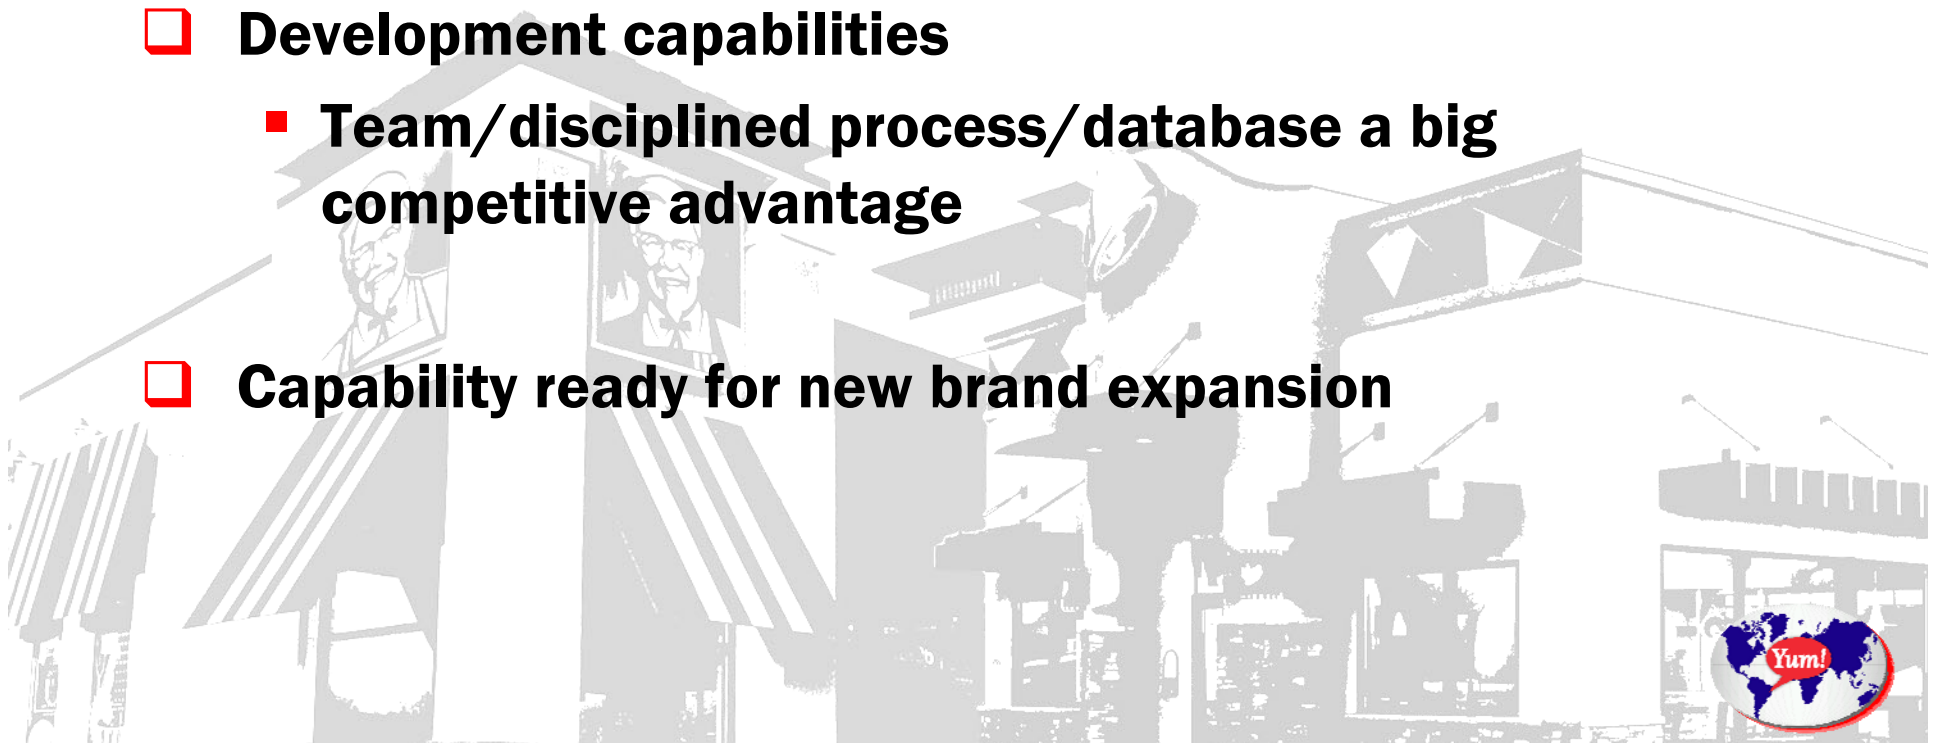 Development capabilities
Team/disciplined process/database a big
competitive advantage
Capability ready for new brand expansion
Yum!